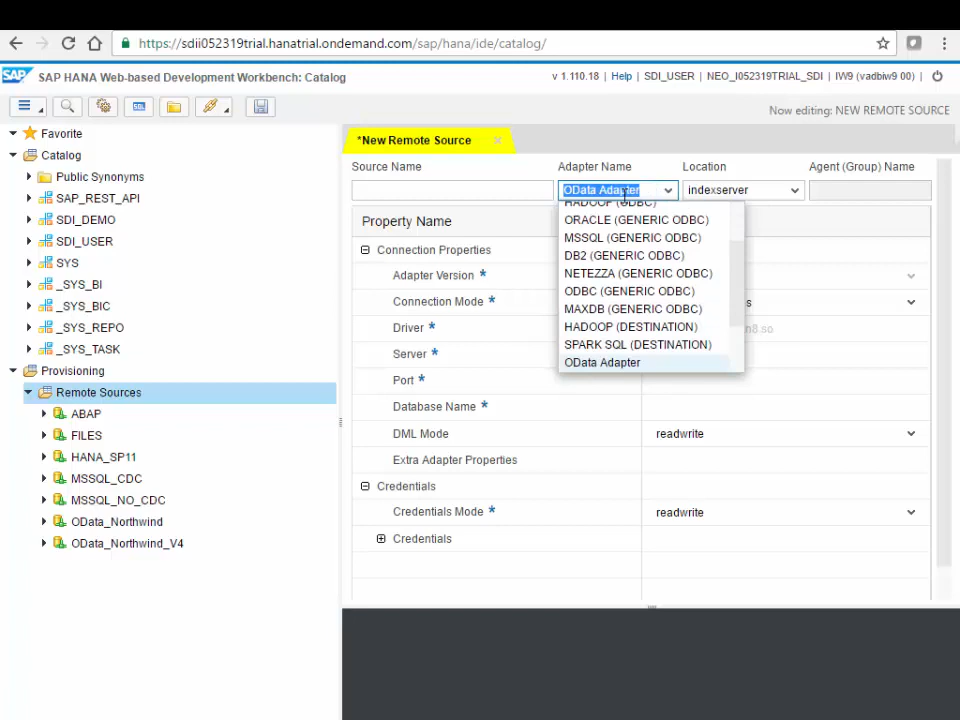 https://sdii052319trial.hanatrial.ondemand.com/sap/hana/ide/catalog/
SAP SAP HANA Web-based Development Workbench: Catalog
v 1.110.18 | Help | SDI_USER | NEO_I052319TRIAL_SDI | IW9 (vadbiw9 00) |
SQL
Now editing: NEW REMOTE SOURCE
Favorite
Catalog
Public Synonyms
SAP_REST_API
SDI_DEMO
SDI_USER
SYS
_SYS_BI
_SYS_BIC
_SYS_REPO
_SYS_TASK
Provisioning
Remote Sources
ABAP
FILES
HANA_SP11
MSSQL_CDC
MSSQL_NO_CDC
OData_Northwind
OData_Northwind_V4
*New Remote Source
Source Name
Adapter Name
Location
Agent (Group) Name
OData Adapter
indexserver
HADOOP (ODBC)
ORACLE (GENERIC ODBC)
MSSQL (GENERIC ODBC)
DB2 (GENERIC ODBC)
NETEZZA (GENERIC ODBC)
ODBC (GENERIC ODBC)
MAXDB (GENERIC ODBC)
HADOOP (DESTINATION)
SPARK SQL (DESTINATION)
OData Adapter
Property Name
Connection Properties
Adapter Version *
Connection Mode *
s
Driver *
n8.so
Server *
Port *
Database Name *
DML Mode
readwrite
Extra Adapter Properties
Credentials
Credentials Mode *
readwrite
Credentials